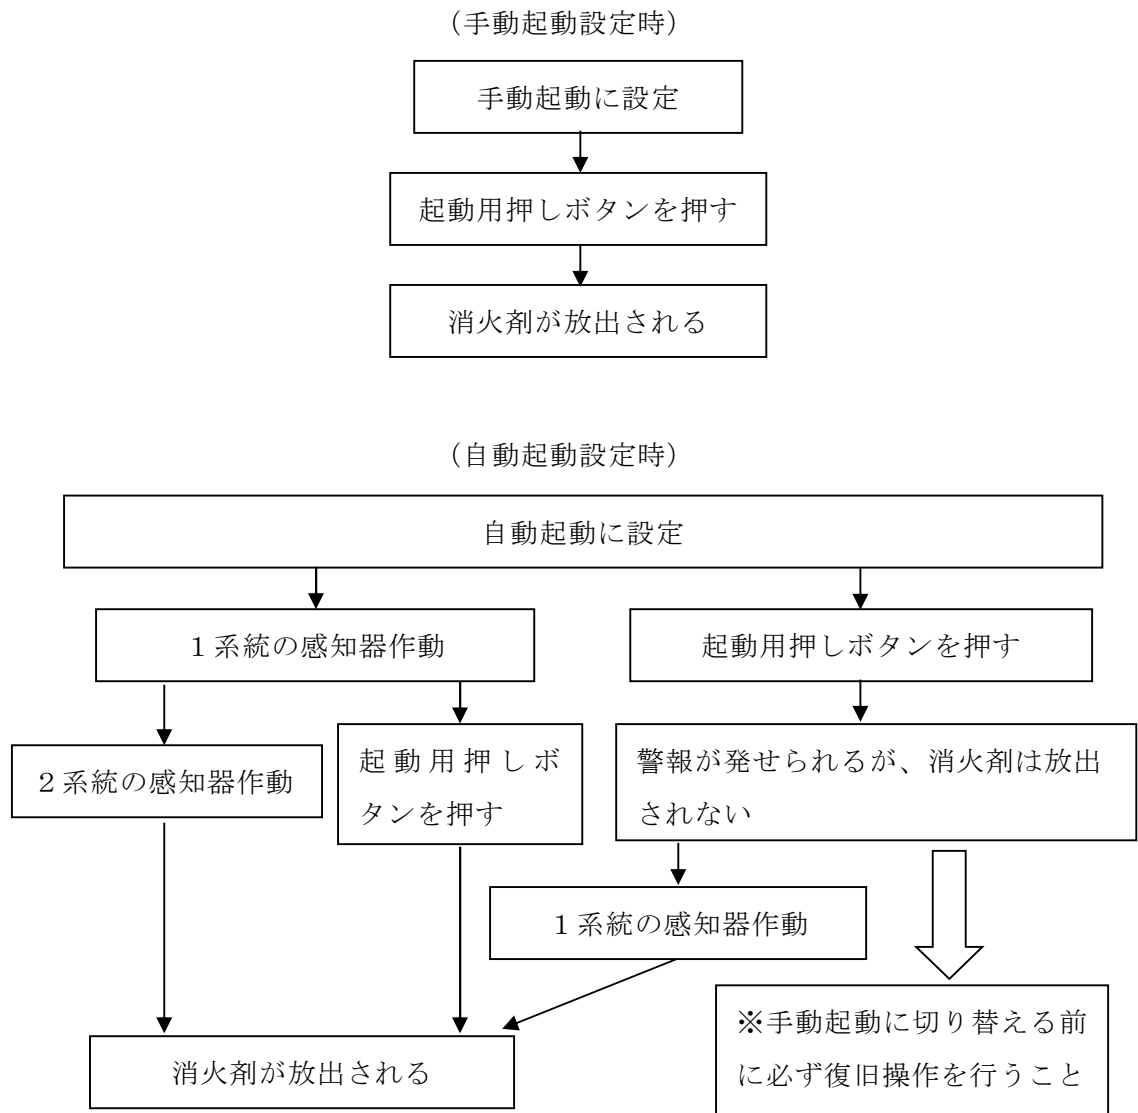 （手動起動設定時）
手動起動に設定
起動用押しボタンを押す
消火剤が放出される
（自動起動設定時）
自動起動に設定
１系統の感知器作動
起動用押しボタンを押す
２系統の感知器作動
起動用押しボ
タンを押す
警報が発せられるが、消火剤は放出
されない
１系統の感知器作動
消火剤が放出される
※手動起動に切り替える前
に必ず復旧操作を行うこと